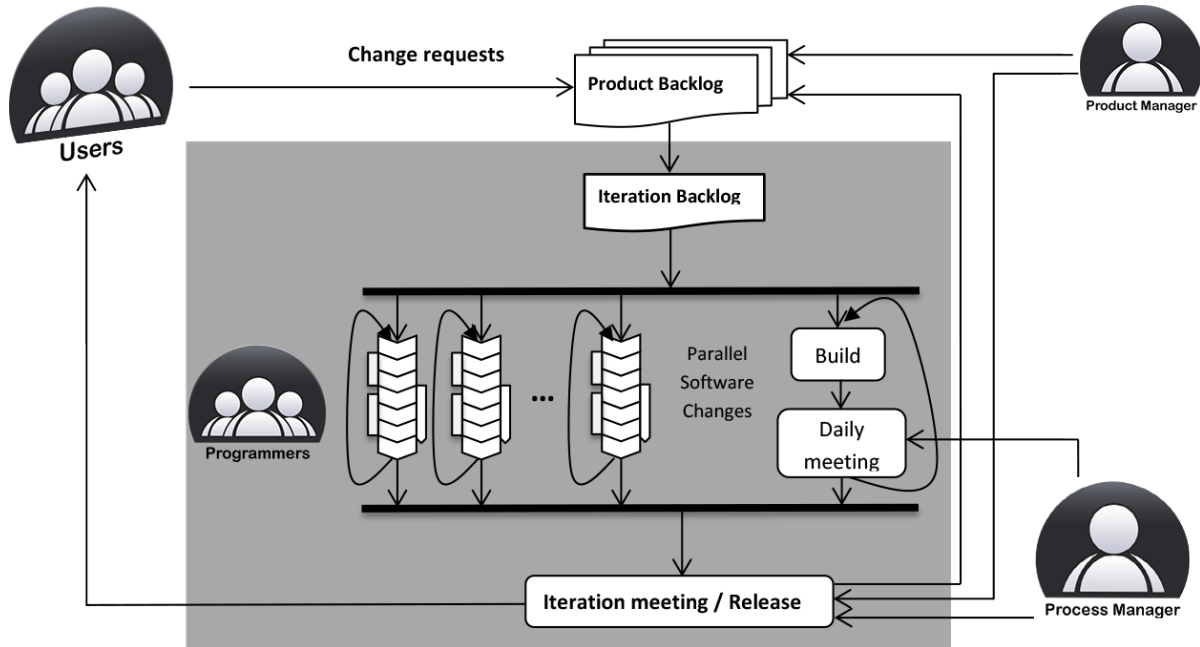 Change requests
Product Backlog
Product Manager
Users
Iteration Backlog
Parallel
Software
Changes
Build
...
Daily
meeting
Programmers
Iteration meeting / Release
Process Manager